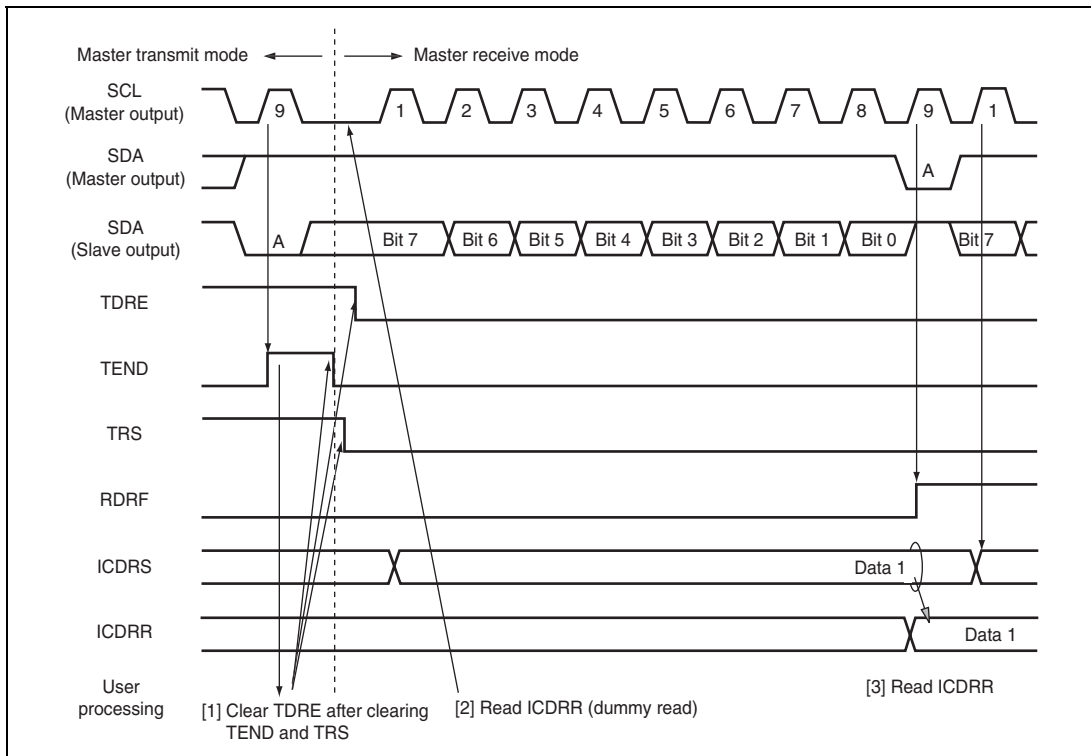 Master transmit mode
Master receive mode
SCL
(Master output)
9
1
2
3
4
5
6
7
8
9
1
SDA
(Master output)
A
SDA
(Slave output)
A
Bit 7
Bit 6
Bit 5
Bit 4
Bit 3
Bit 2
Bit 1
Bit 0
Bit 7
TDRE
TEND
TRS
RDRF
ICDRS
Data 1
ICDRR
Data 1
User
processing
[1] Clear TDRE after clearing
TEND and TRS
[2] Read ICDRR (dummy read)
[3] Read ICDRR